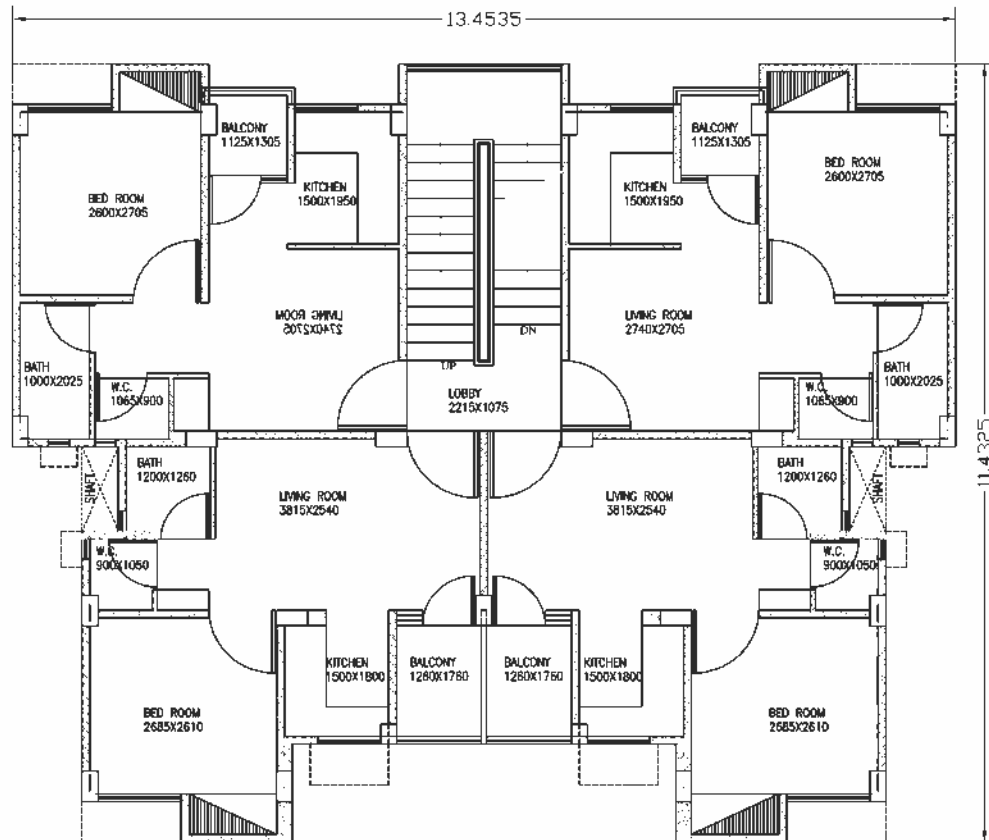 13.4535
BALCONY
1125X1305
BALCONY
1125X1305
BED ROOM
2600X2705
KITCHEN
1500X1950
KITCHEN
1500X1950
BED ROOM
2600X2705
LIVING ROOM
2740X2705
LIVING ROOM
2740X2705
DN
UP
BATH
1000X2025
W.C.
1065X900
LOBBY
2215X1075
W.C.
1065X900
BATH
1000X2025
11.4325
SHAFT
BATH
1200X1260
LIVING ROOM
3815X2540
LIVING ROOM
3815X2540
BATH
1200X1260
SHAFT
W.C.
900X1050
W.C.
900X1050
BED ROOM
2685X2610
KITCHEN
1500X1800
BALCONY
1260X1760
BALCONY
1260X1760
KITCHEN
1500X1800
BED ROOM
2685X2610